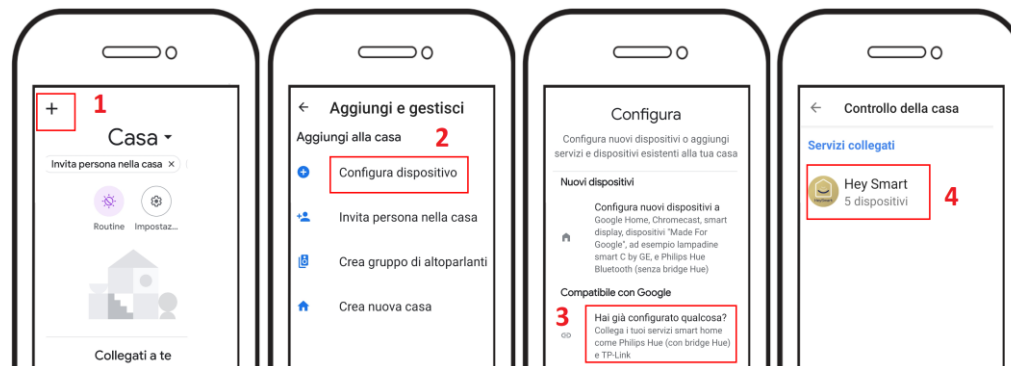 +
1
Casa
Invita persona nella casa ×
Routine
Impostaz...
Collegati a te
Aggiungi e gestisci
Aggiungi alla casa
2
Configura dispositivo
Invita persona nella casa
Crea gruppo di altoparlanti
Crea nuova casa
Configura
Configura nuovi dispositivi o aggiungi
servizi e dispositivi esistenti alla tua casa
Nuovi dispositivi
Configura nuovi dispositivi a
Google Home, Chromecast, smart
display, dispositivi "Made For
Google", ad esempio lampadine
smart C by GE, e Philips Hue
Bluetooth (senza bridge Hue)
Compatibile con Google
3
Hai già configurato qualcosa?
Collega i tuoi servizi smart home
come Philips Hue (con bridge Hue)
e TP-Link
Controllo della casa
Servizi collegati
Hey Smart
5 dispositivi
4